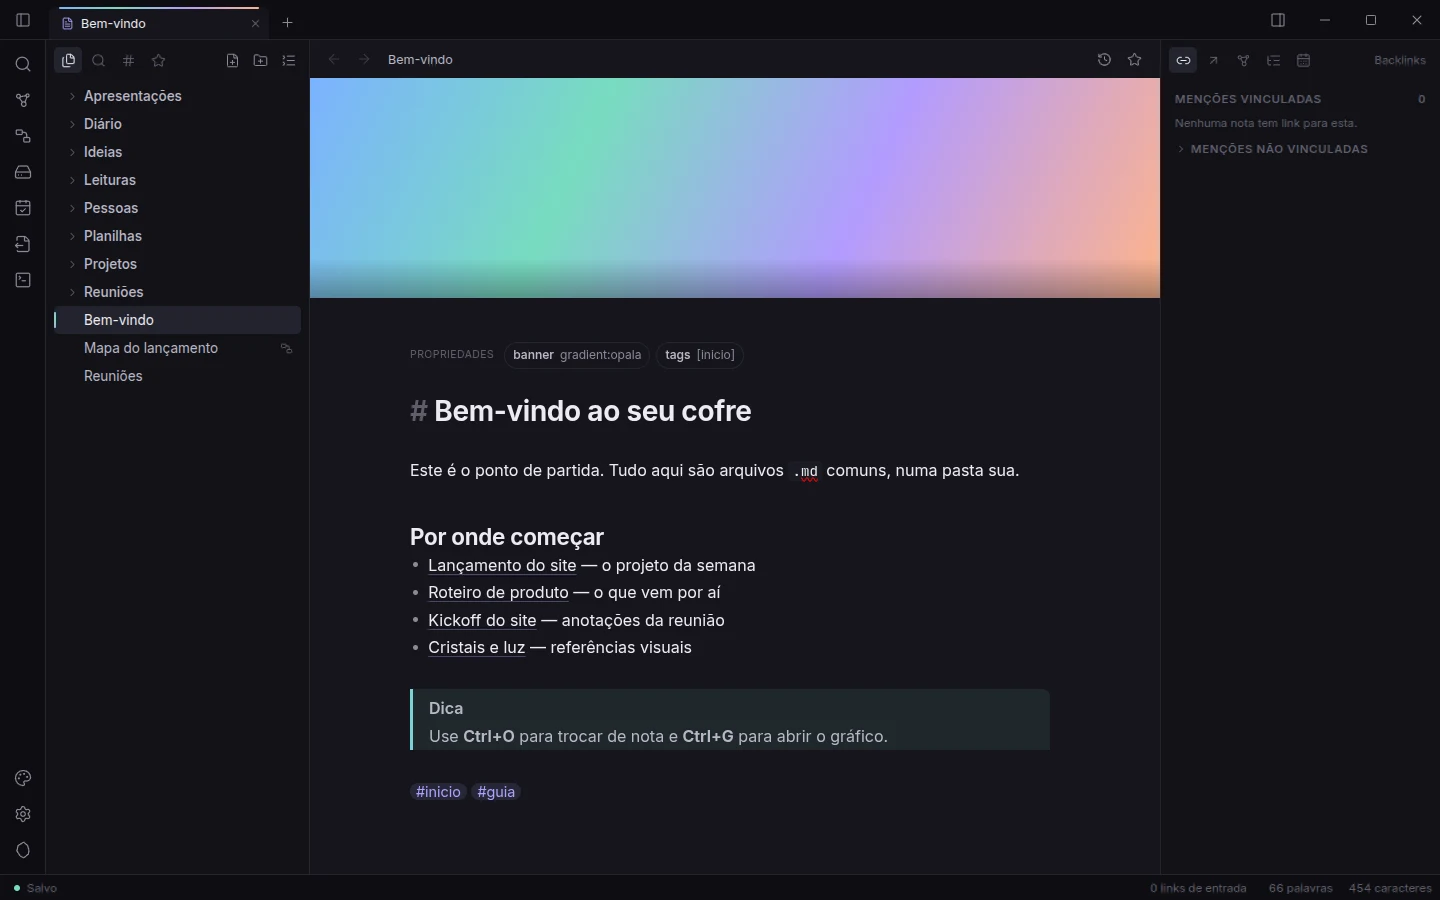 Bem-vindo
Bem-vindo
Backlinks
Apresentações
Diário
Ideias
Leituras
Pessoas
Planilhas
Projetos
Reuniões
Bem-vindo
Mapa do lançamento
Reuniões
PROPRIEDADES banner gradient:opala tags [inicio]
# Bem-vindo ao seu cofre
Este é o ponto de partida. Tudo aqui são arquivos .md comuns, numa pasta sua.
Por onde começar
• Lançamento do site — o projeto da semana
• Roteiro de produto — o que vem por aí
• Kickoff do site — anotações da reunião
• Cristais e luz — referências visuais
Dica
Use Ctrl+O para trocar de nota e Ctrl+G para abrir o gráfico.
#inicio #guia
MENÇÕES VINCULADAS 0
Nenhuma nota tem link para esta.
MENÇÕES NÃO VINCULADAS
Salvo
0 links de entrada 66 palavras 454 caracteres